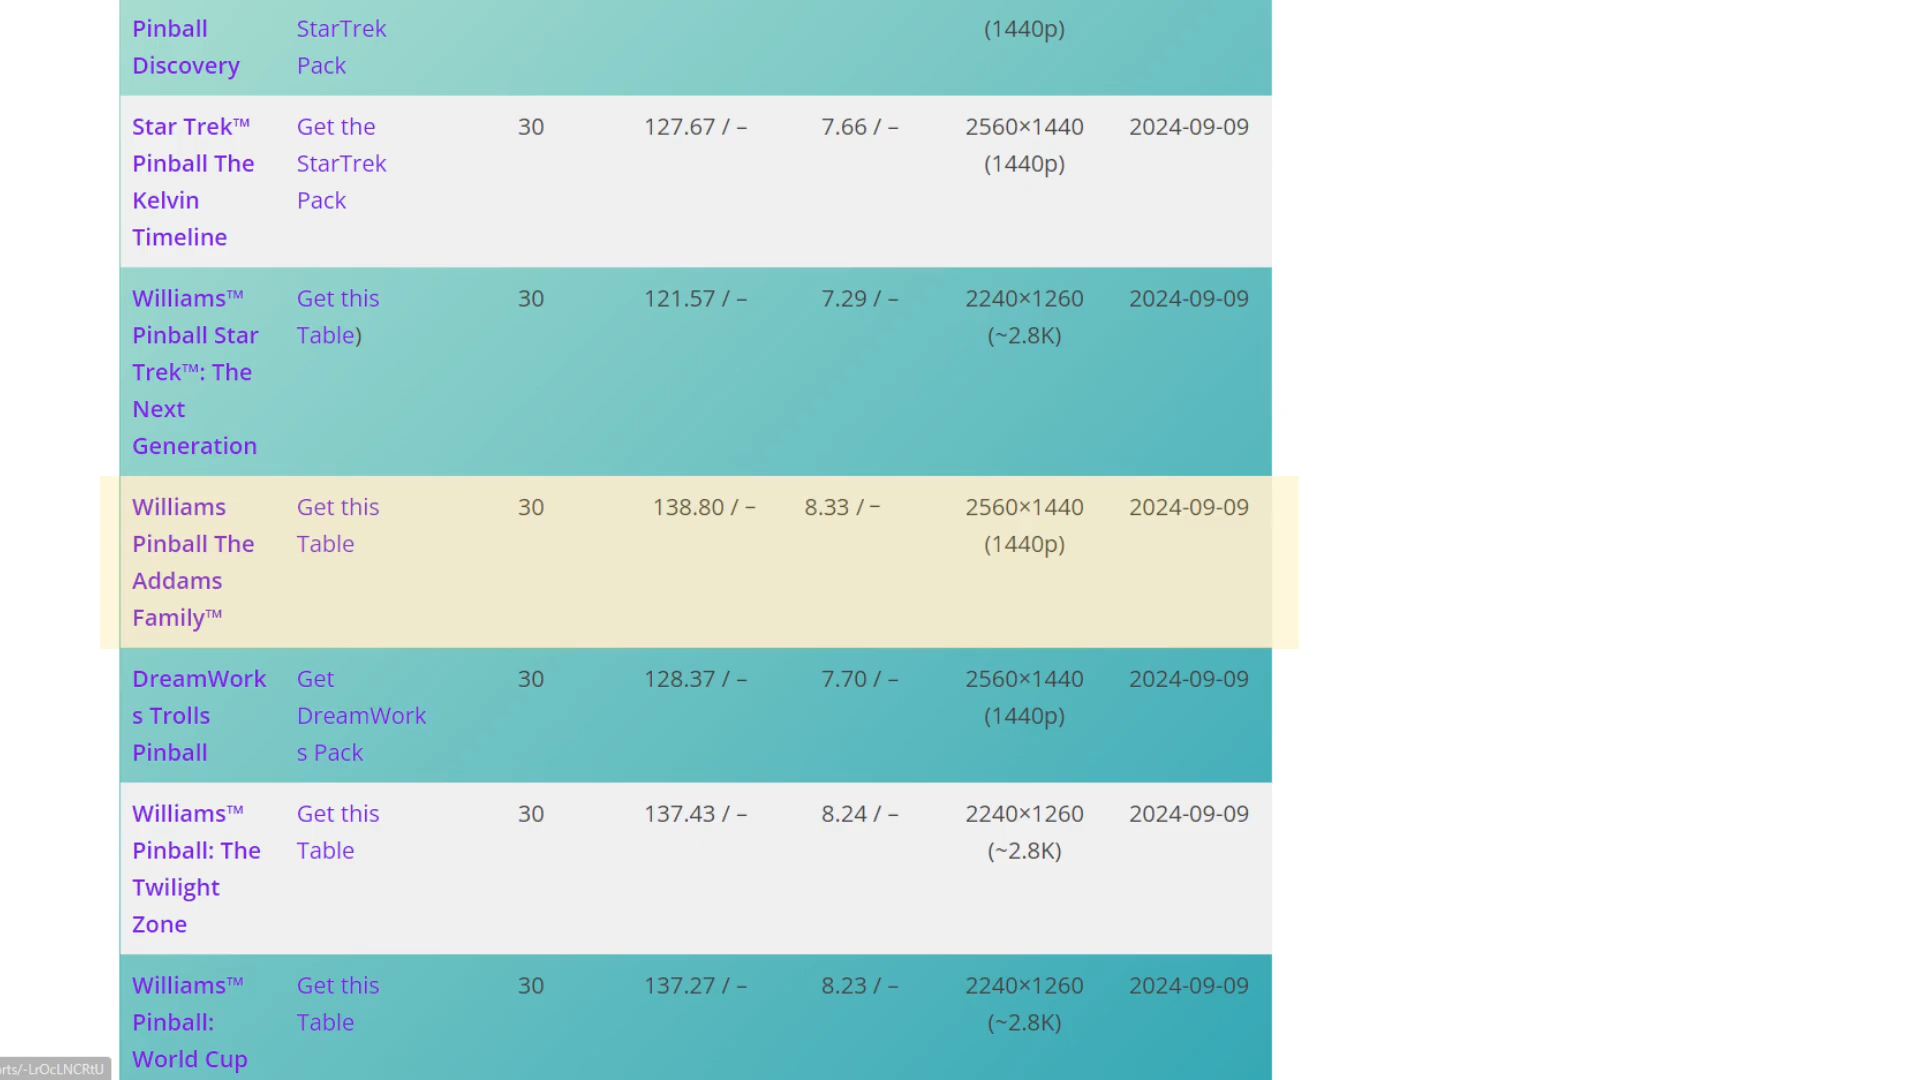 Pinball StarTrek (1440p)
Discovery Pack
Star Trek™ Get the 30 127.67 / – 7.66 / – 2560×1440 2024-09-09
Pinball The StarTrek (1440p)
Kelvin Pack
Timeline
Williams™ Get this 30 121.57 / – 7.29 / – 2240×1260 2024-09-09
Pinball Star Table) (~2.8K)
Trek™: The
Next
Generation
Williams Get this 30 138.80 / – 8.33 / – 2560×1440 2024-09-09
Pinball The Table (1440p)
Addams
Family™
DreamWork Get 30 128.37 / – 7.70 / – 2560×1440 2024-09-09
s Trolls DreamWork (1440p)
Pinball s Pack
Williams™ Get this 30 137.43 / – 8.24 / – 2240×1260 2024-09-09
Pinball: The Table (~2.8K)
Twilight
Zone
Williams™ Get this 30 137.27 / – 8.23 / – 2240×1260 2024-09-09
Pinball: Table (~2.8K)
World Cup
rts/-LrOcLNCRtU